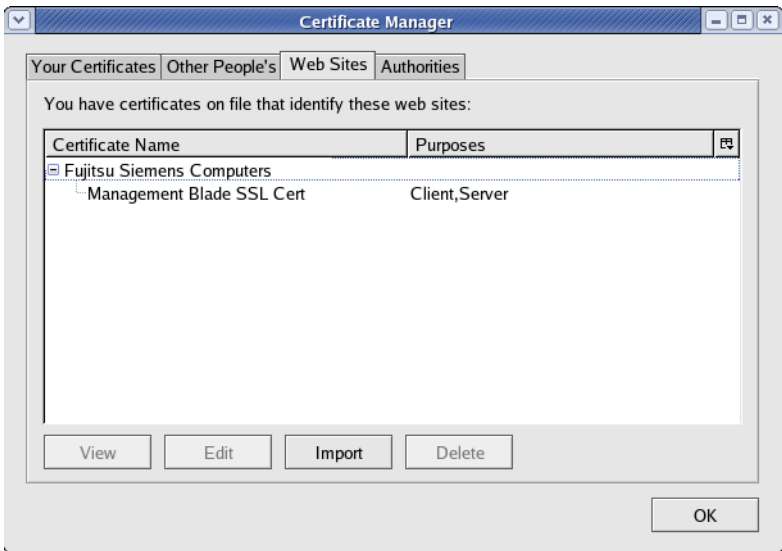 Certificate Manager
Your Certificates Other People's Web Sites Authorities
You have certificates on file that identify these web sites:
Certificate Name Purposes
Fujitsu Siemens Computers
Management Blade SSL Cert Client,Server
View Edit Import Delete
OK